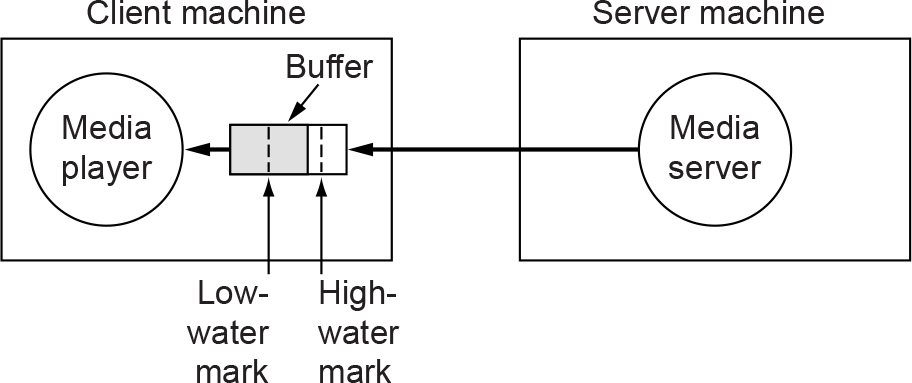 Client machine
Server machine
Buffer
Media
player
Media
server
Low-
water
mark
High-
water
mark